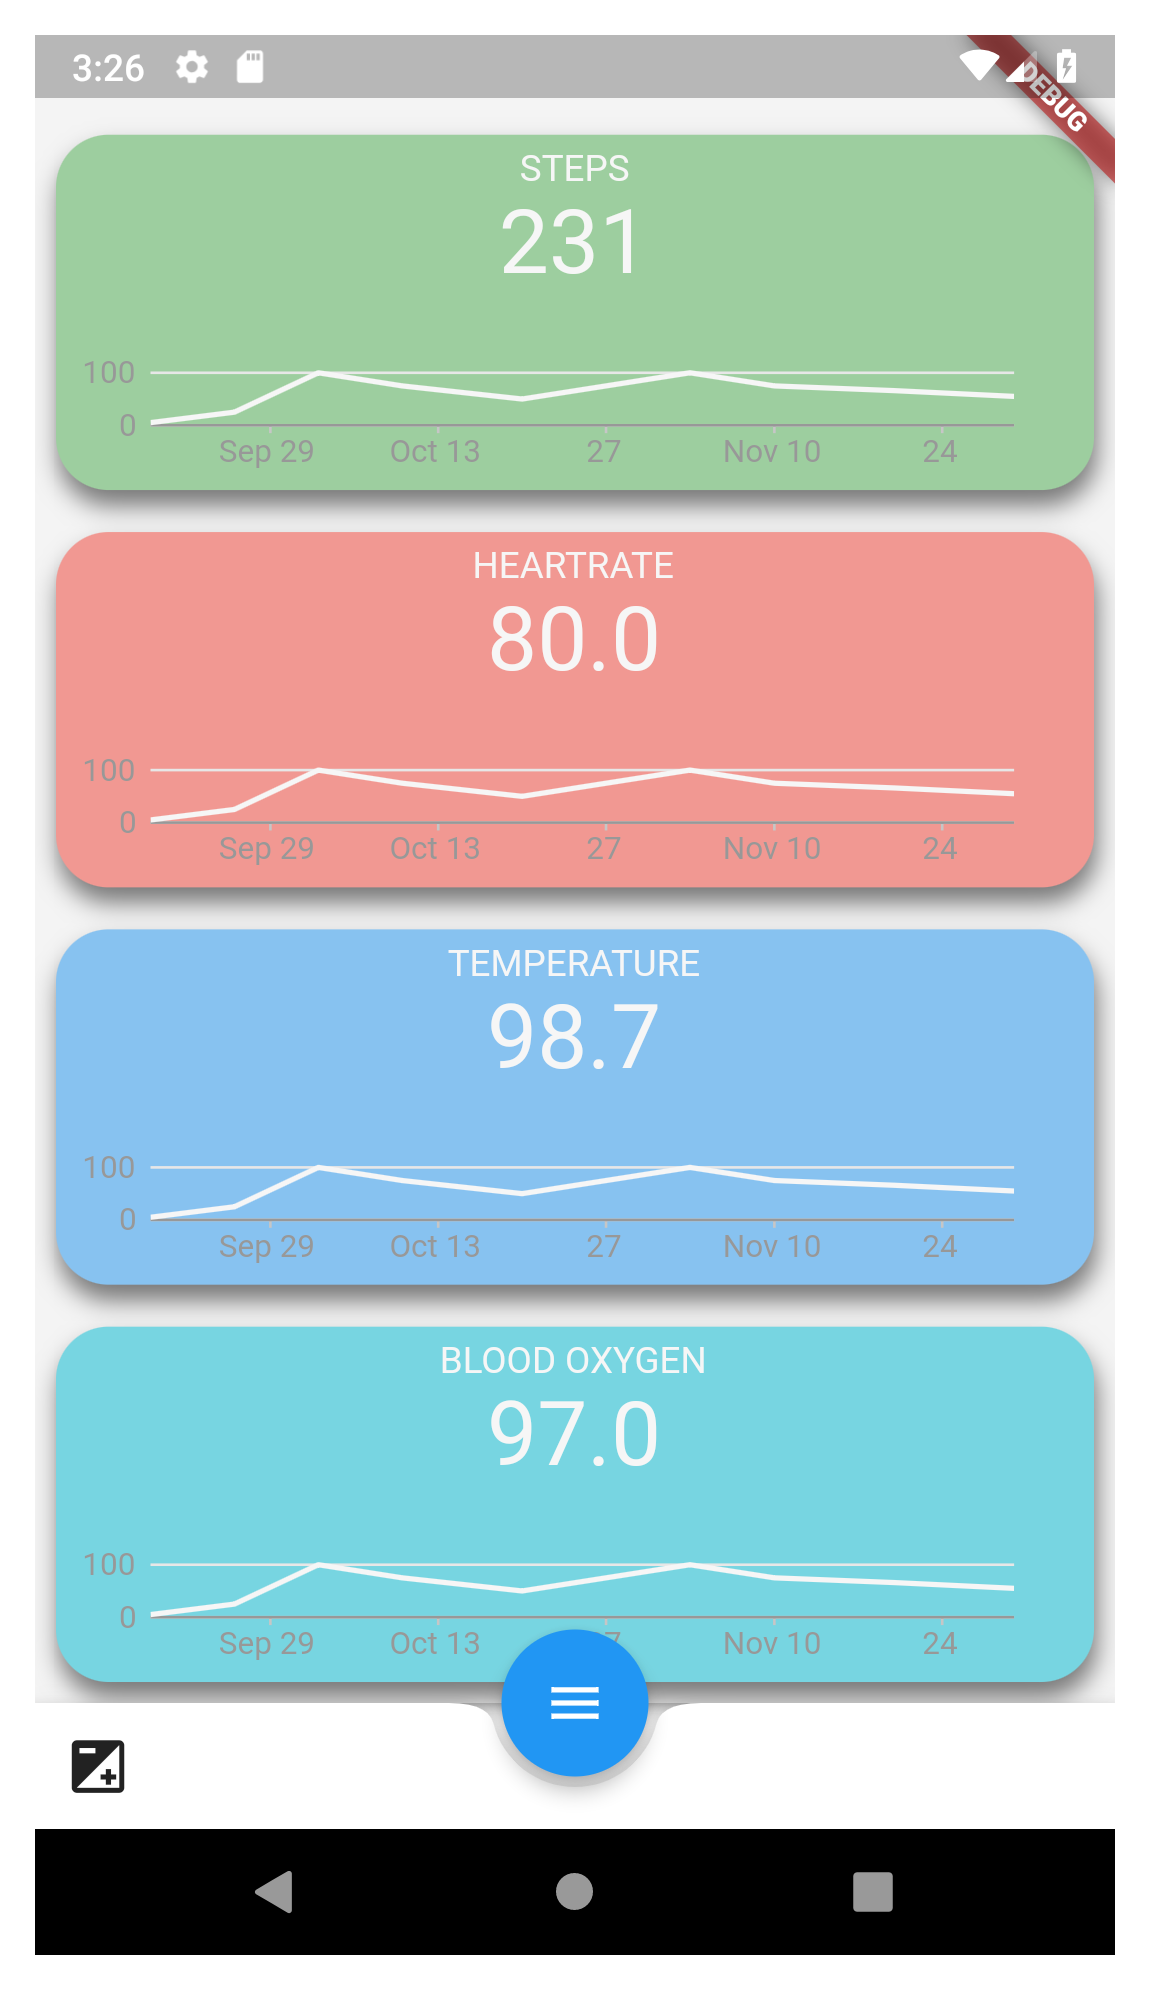 3:26
DEBUG
STEPS
231
100
0
Sep 29 Oct 13 27 Nov 10 24
HEARTRATE
80.0
100
0
Sep 29 Oct 13 27 Nov 10 24
TEMPERATURE
98.7
100
0
Sep 29 Oct 13 27 Nov 10 24
BLOOD OXYGEN
97.0
100
0
Sep 29 Oct 13 7 Nov 10 24